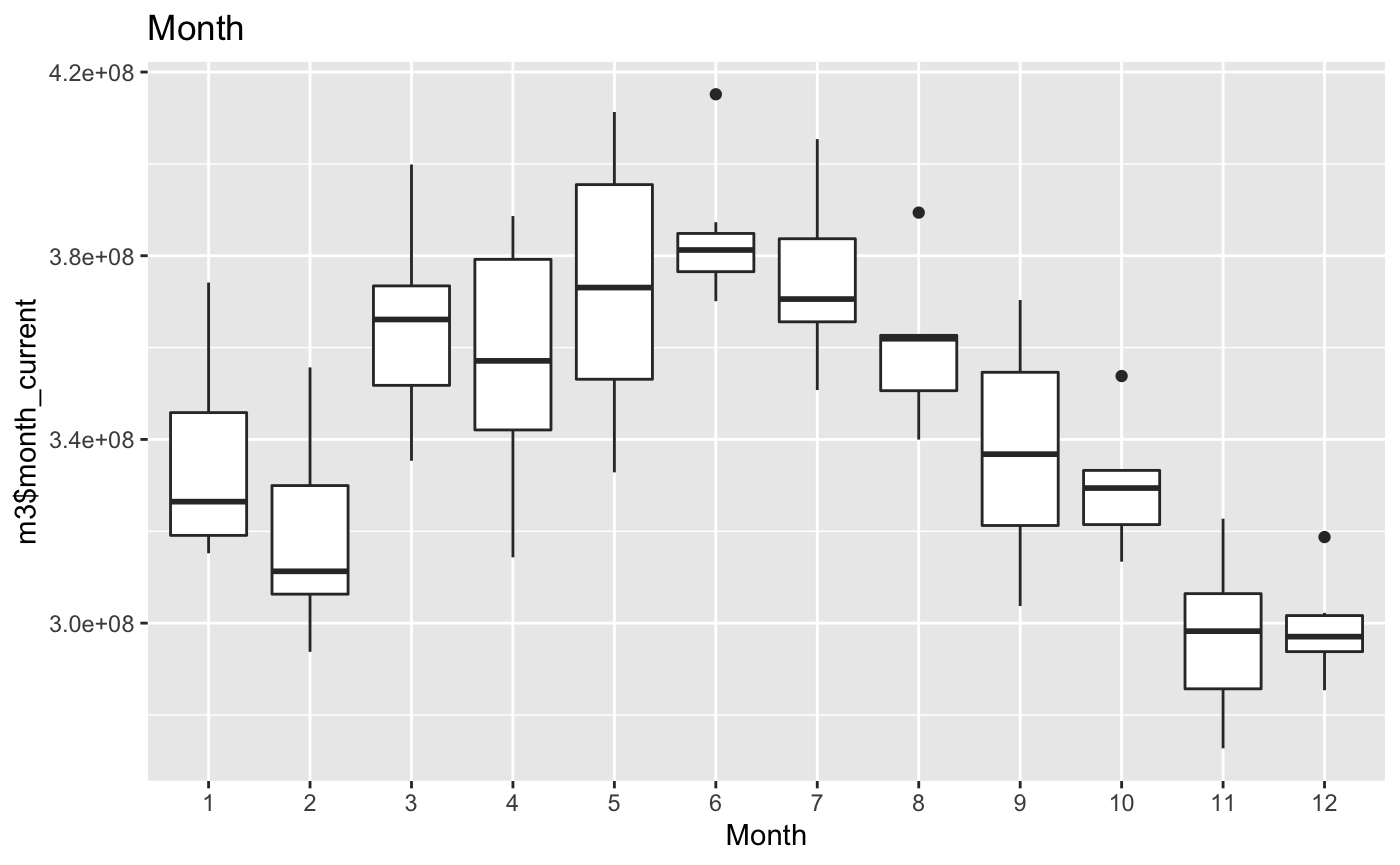 Month
4.2e+08
3.8e+08
3.4e+08
3.0e+08
m3$month_current
1 2 3 4 5 6 7 8 9 10 11 12
Month